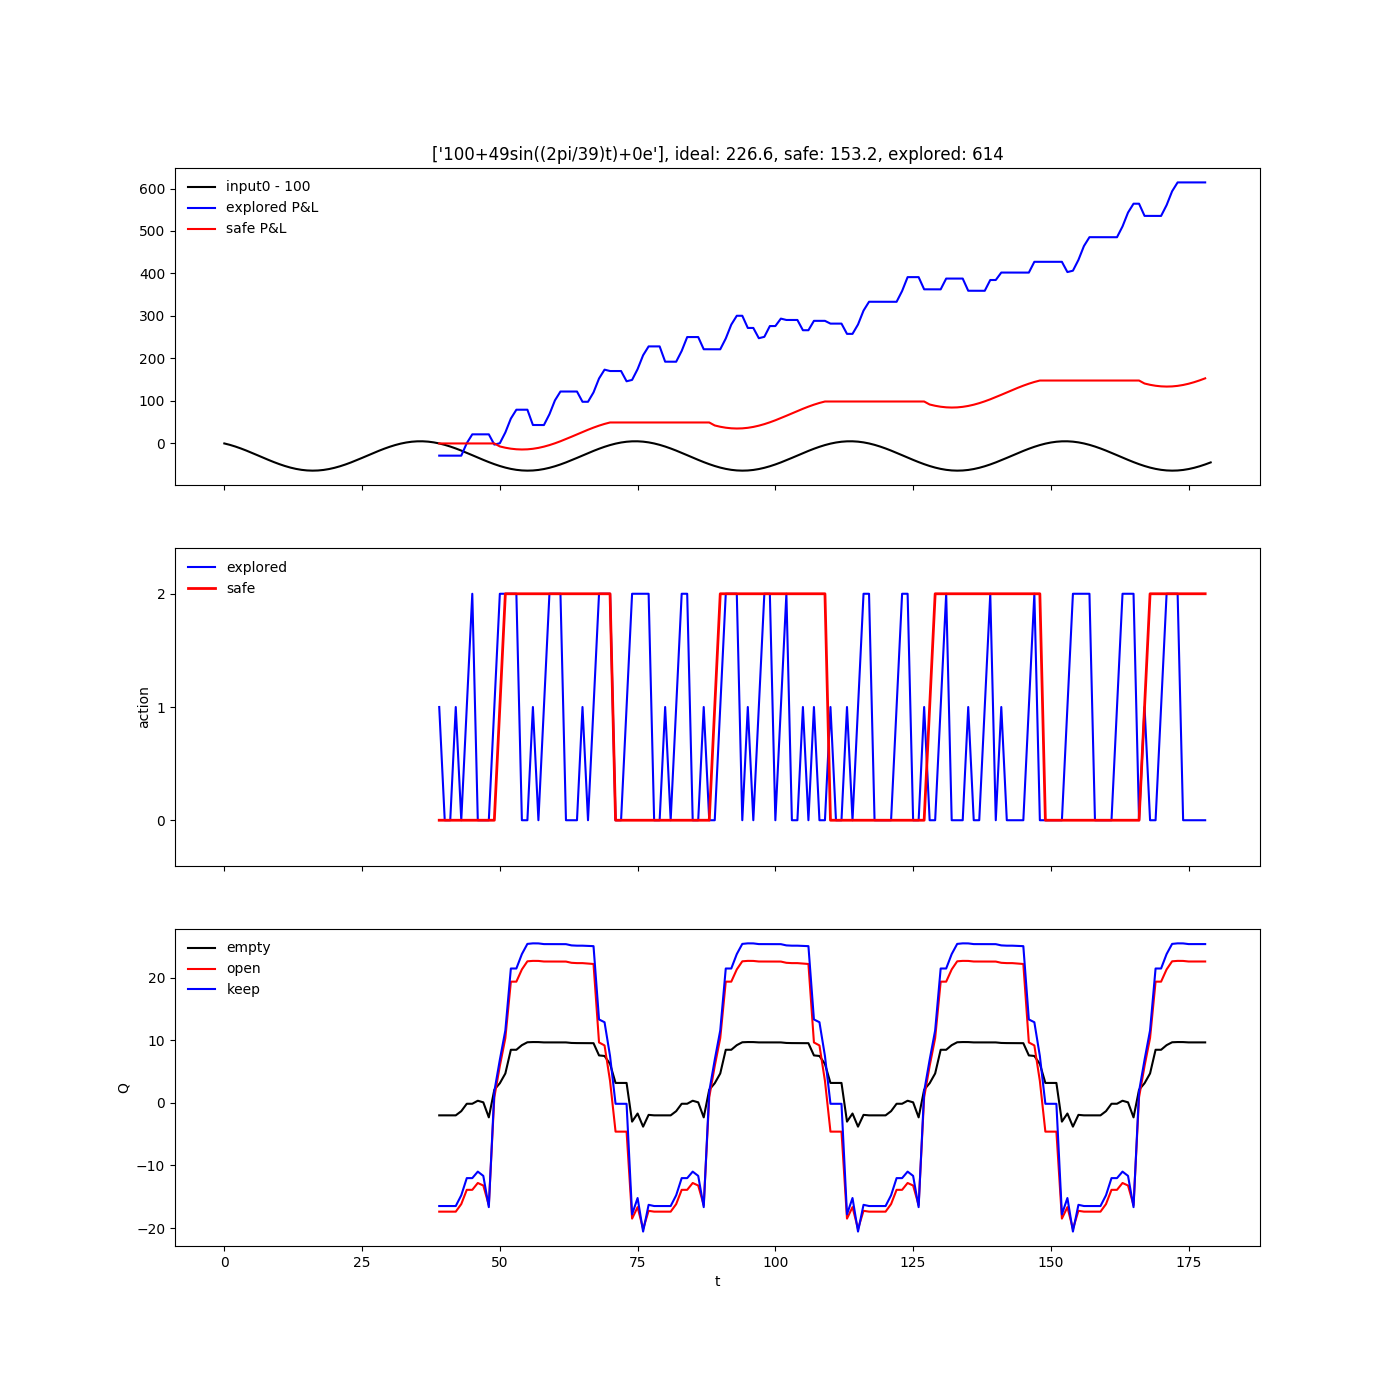 ['100+49sin((2pi/39)t)+0e'], ideal: 226.6, safe: 153.2, explored: 614
input0 - 100
explored P&L
safe P&L
600
500
400
300
200
100
0
explored
safe
action
2
1
0
empty
open
keep
Q
20
10
0
−10
−20
0 25 50 75 100 125 150 175
t